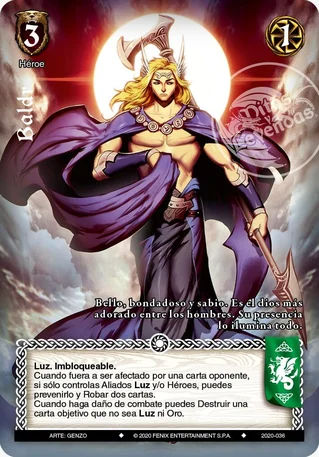 3
1
Héroe
Baldr
Mitos
y
Leyendas
Bello, bondadoso y sabio. Es el dios más
adorado entre los hombres. Su presencia
lo ilumina todo.
Luz. Imbloqueable.
Cuando fuera a ser afectado por una carta oponente,
si sólo controlas Aliados Luz y/o Héroes, puedes
prevenirlo y Robar dos cartas.
Cuando haga daño de combate puedes Destruir una
carta objetivo que no sea Luz ni Oro.
ARTE: GENZO ◆ © 2020 FENIX ENTERTAINMENT S.P.A. ◆ 2020-036